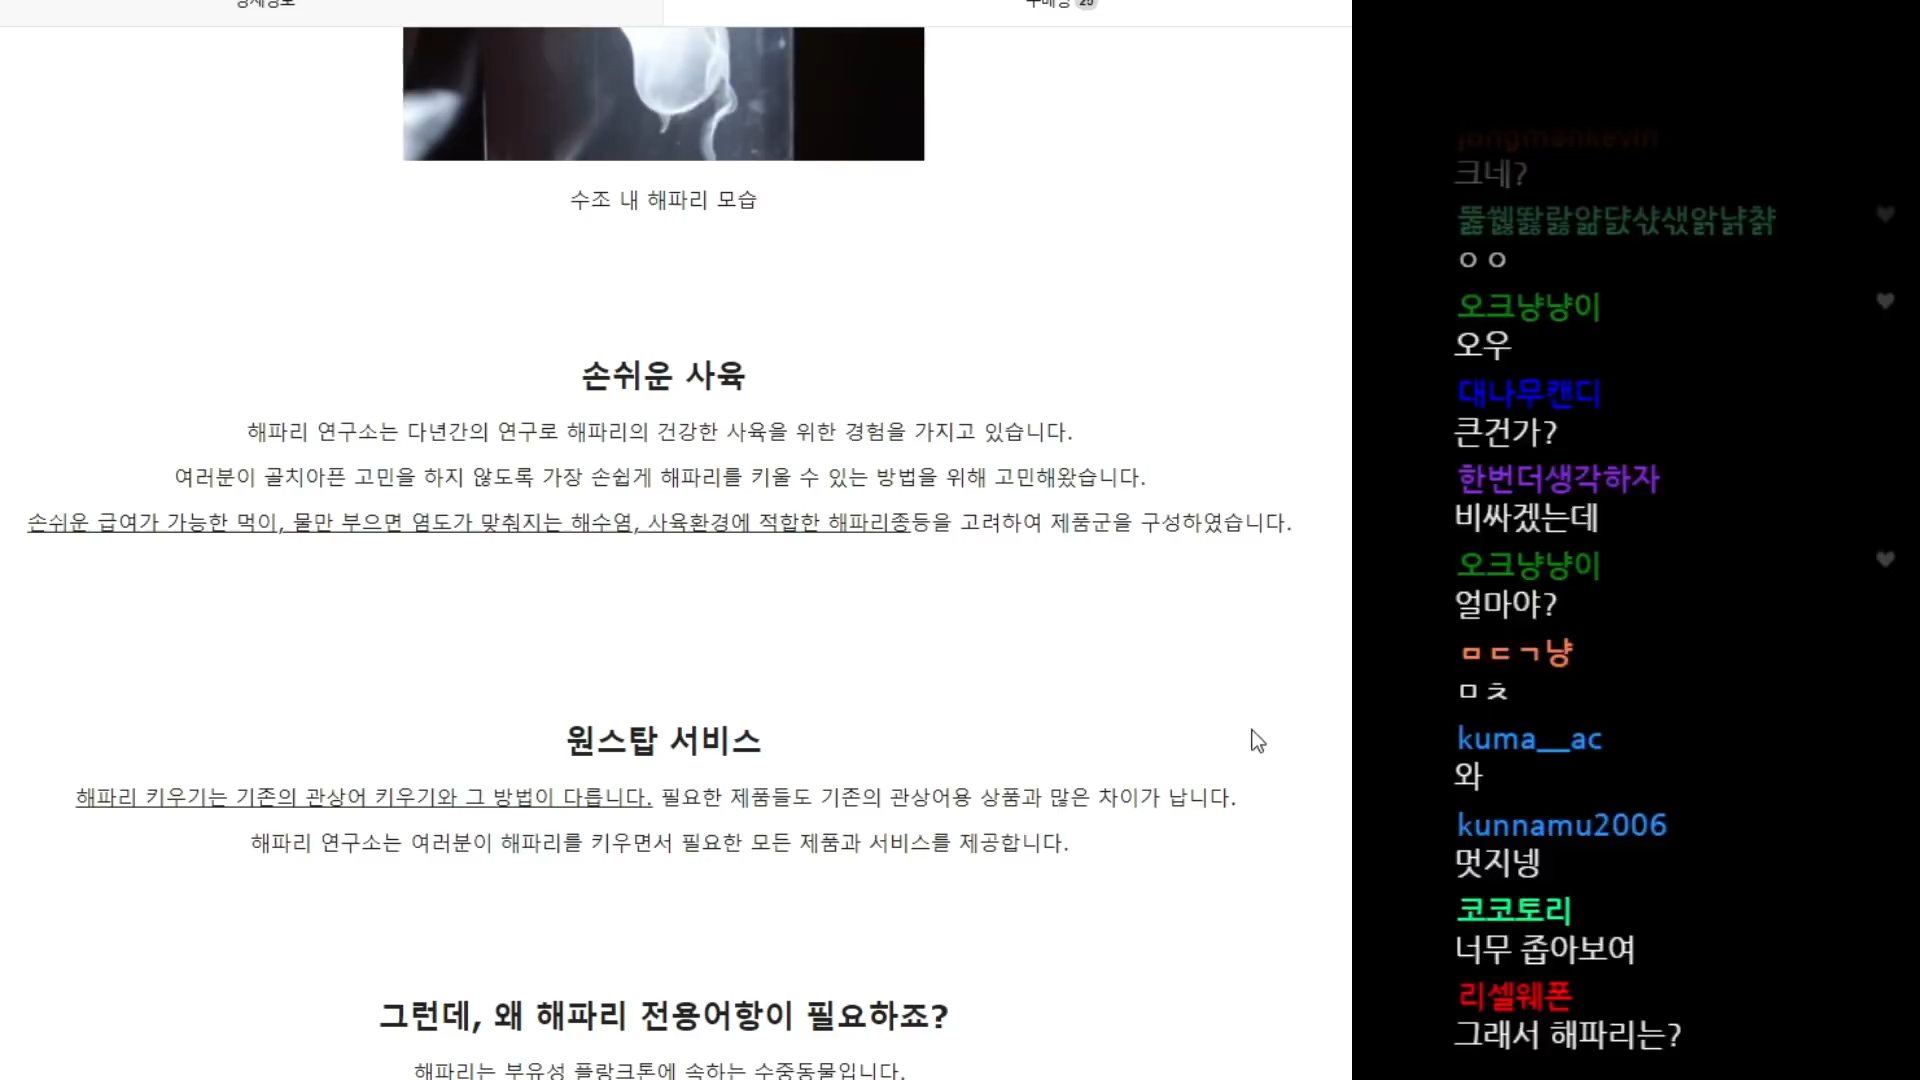 25
수조 내 해파리 모습
손쉬운 사육
해파리 연구소는 다년간의 연구로 해파리의 건강한 사육을 위한 경험을 가지고 있습니다.
여러분이 골치아픈 고민을 하지 않도록 가장 손쉽게 해파리를 키울 수 있는 방법을 위해 고민해왔습니다.
손쉬운 급여가 가능한 먹이, 물만 부으면 염도가 맞춰지는 해수염, 사육환경에 적합한 해파리종등을 고려하여 제품군을 구성하였습니다.
원스탑 서비스
해파리 키우기는 기존의 관상어 키우기와 그 방법이 다릅니다. 필요한 제품들도 기존의 관상어용 상품과 많은 차이가 납니다.
해파리 연구소는 여러분이 해파리를 키우면서 필요한 모든 제품과 서비스를 제공합니다.
그런데, 왜 해파리 전용어항이 필요하죠?
해파리는 부유성 플랑크톤에 속하는 수중동물입니다.
jongmankevin
크네?
ㅇㅇ
오크냥냥이
오우
대나무캔디
큰건가?
한번더생각하자
비싸겠는데
오크냥냥이
얼마야?
ㅁㄷㄱ냥
ㅁㅊ
kuma__ac
와
kunnamu2006
멋지넹
코코토리
너무 좁아보여
리셀웨폰
그래서 해파리는?